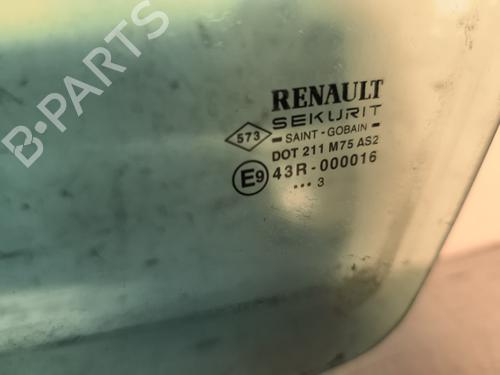 B-PARTS
RENAULT
SEKURIT
573 SAINT-GOBAIN
DOT 211 M75 AS2
E9 43R-000016
••• 3